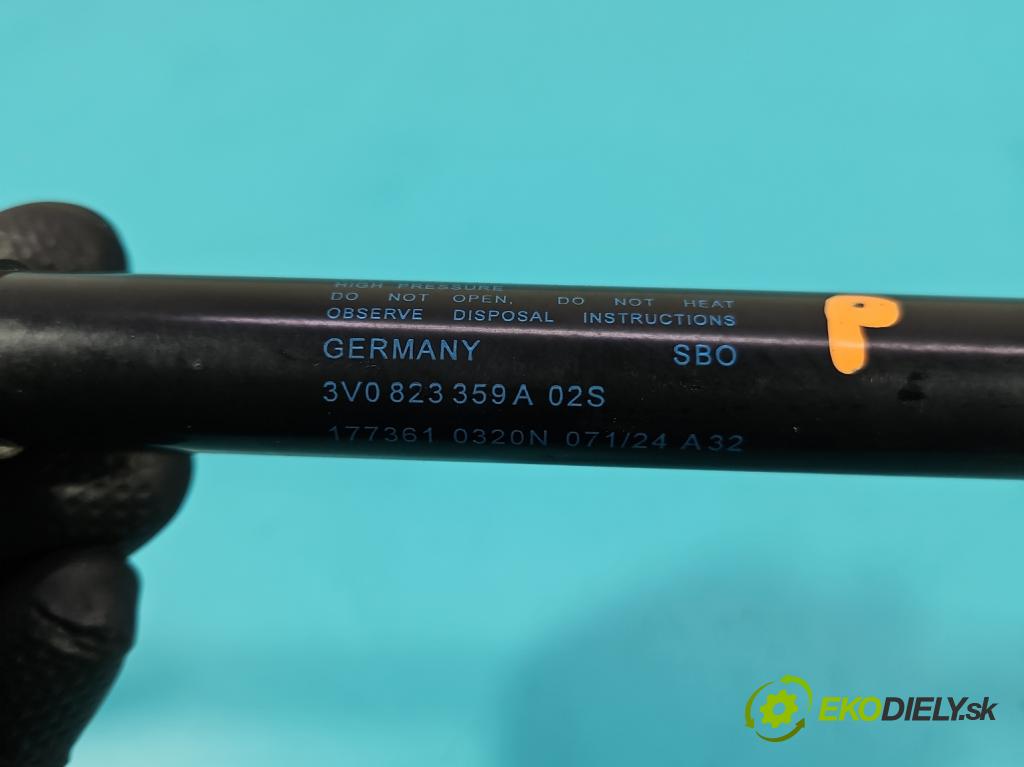 HIGH PRESSURE
DO NOT OPEN, DO NOT HEAT
OBSERVE DISPOSAL INSTRUCTIONS
GERMANY SBO
3V0 823 359 A 02S
177361 0320N 071/24 A32
P
EKODIELY.sk